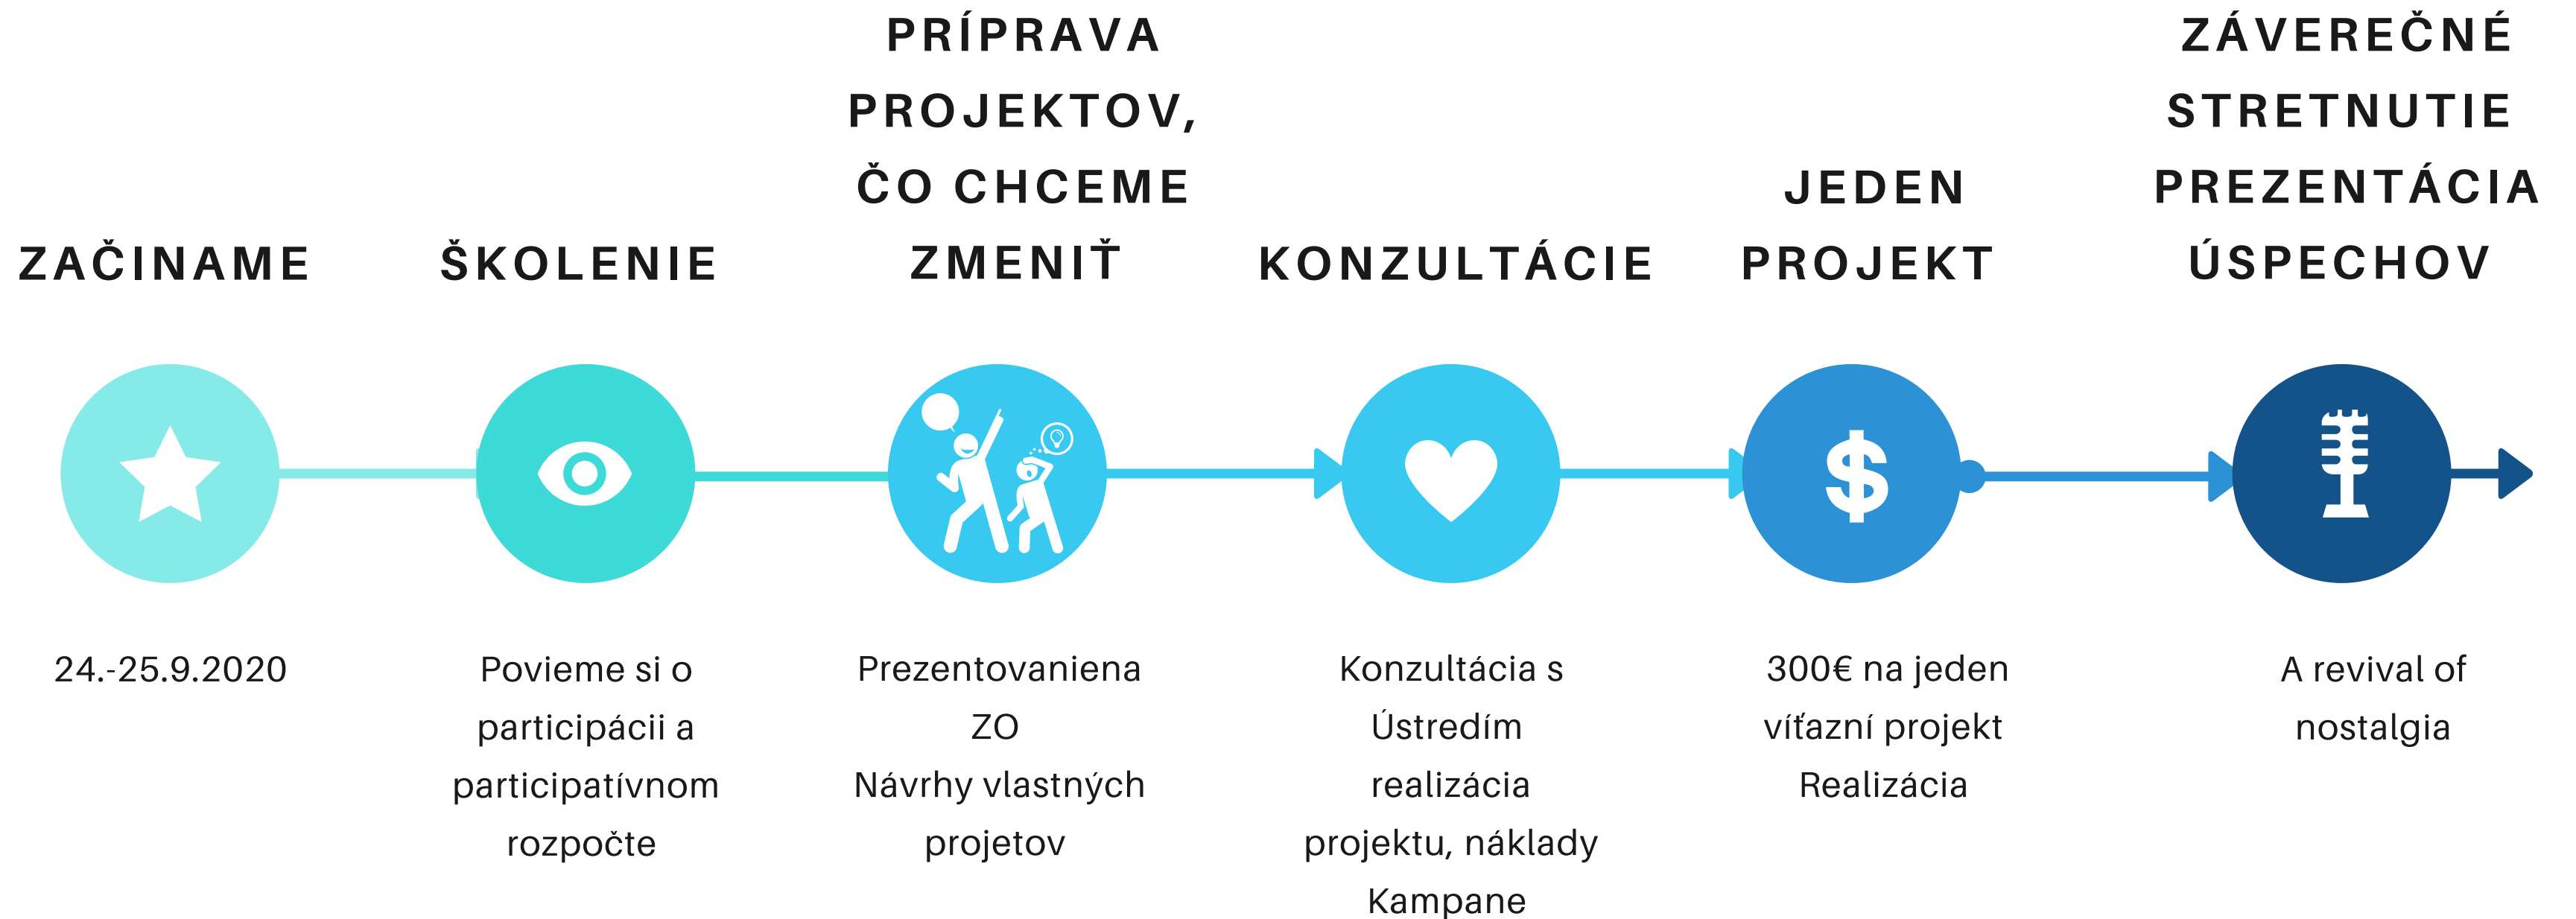 ZAČINAME
24.-25.9.2020
ŠKOLENIE
Povieme si o
participácii a
participatívnom
rozpočte
PRÍPRAVA
PROJEKTOV,
ČO CHCEME
ZMENIŤ
Prezentovaniena
ZO
Návrhy vlastných
projetov
KONZULTÁCIE
Konzultácia s
Ústredím
realizácia
projektu, náklady
Kampane
JEDEN
PROJEKT
$
300€ na jeden
víťazní projekt
Realizácia
ZÁVEREČNÉ
STRETNUTIE
PREZENTÁCIA
ÚSPECHOV
A revival of
nostalgia